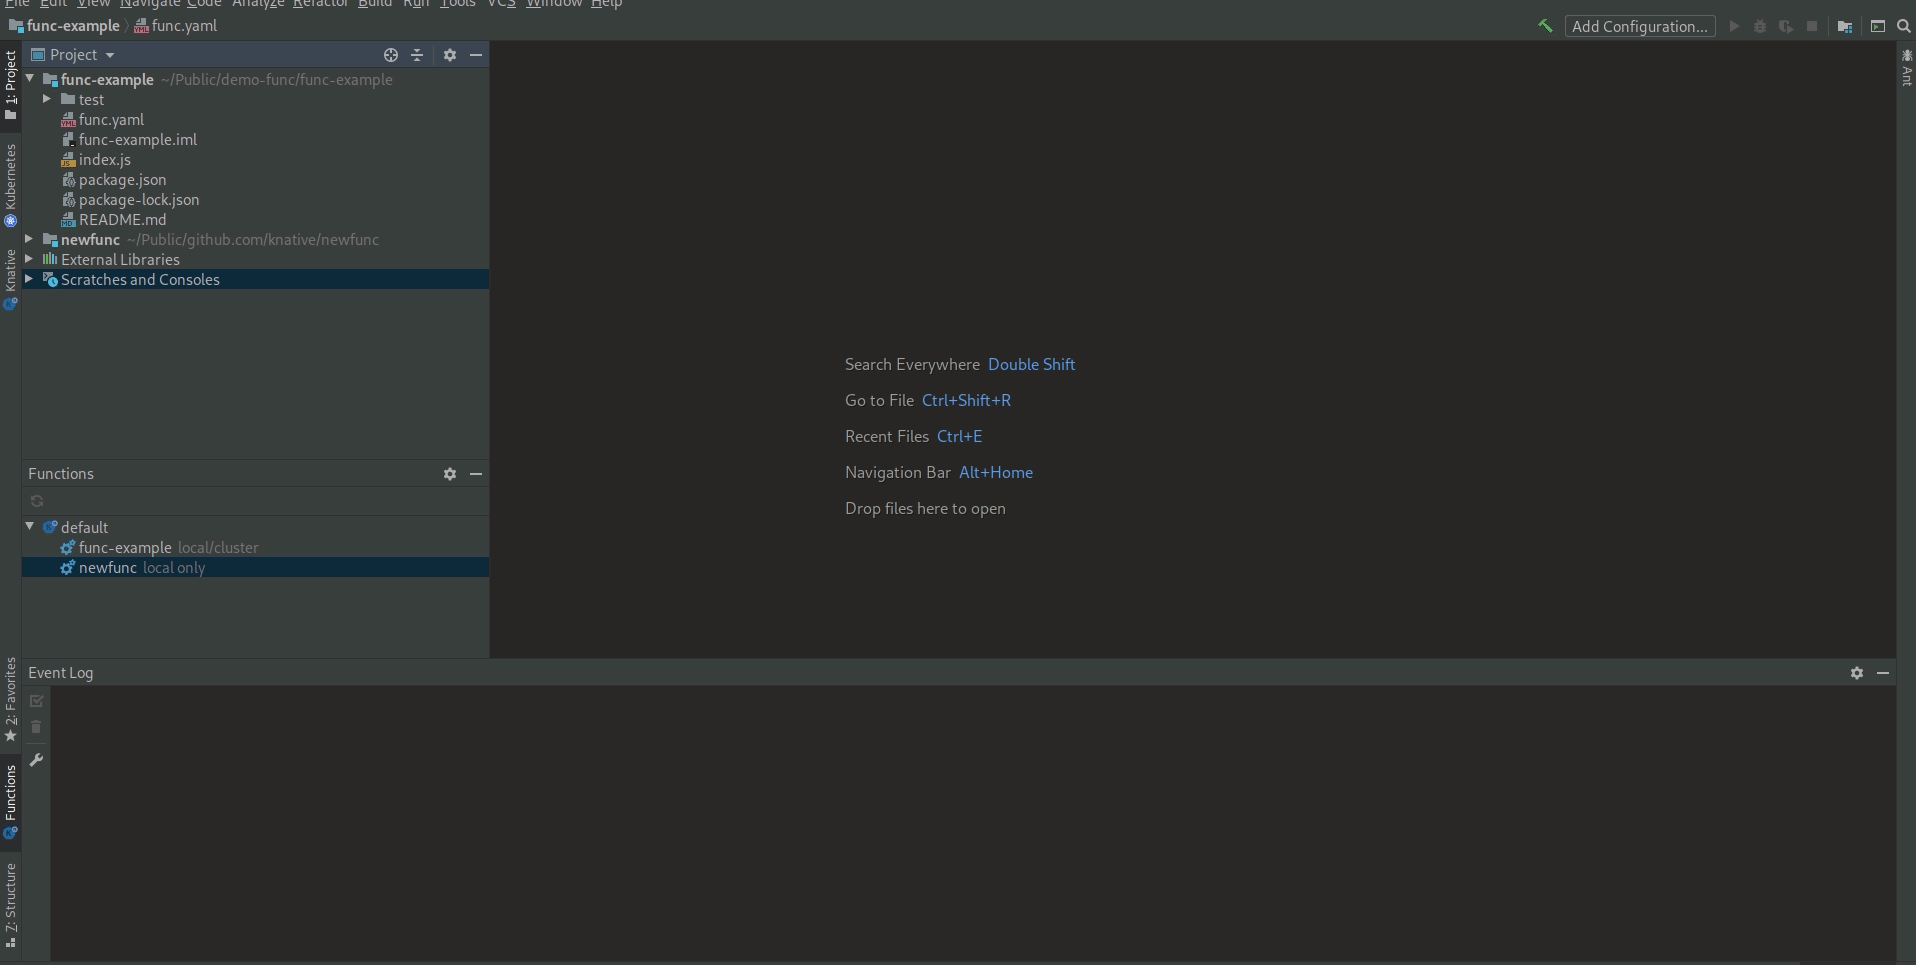 File Edit View Navigate Code Analyze Refactor Build Run Tools VCS Window Help
func-example func.yaml
Add Configuration...
Project
func-example ~/Public/demo-func/func-example
test
func.yaml
func-example.iml
index.js
package.json
package-lock.json
README.md
newfunc ~/Public/github.com/knative/newfunc
External Libraries
Scratches and Consoles
Search Everywhere Double Shift
Go to File Ctrl+Shift+R
Recent Files Ctrl+E
Navigation Bar Alt+Home
Drop files here to open
Functions
default
func-example local/cluster
newfunc local only
Event Log
1: Project
Kubernetes
Knative
2: Favorites
Functions
Z: Structure
Ant